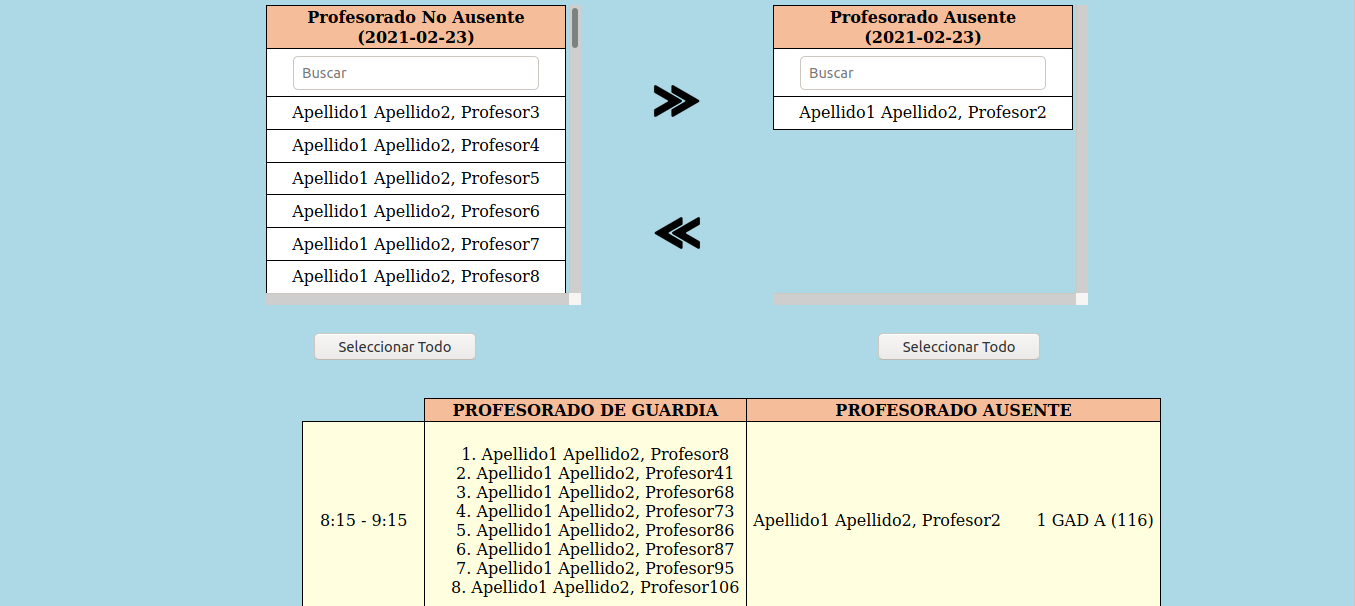 Profesorado No Ausente
(2021-02-23)
Buscar
Apellido1 Apellido2, Profesor3
Apellido1 Apellido2, Profesor4
Apellido1 Apellido2, Profesor5
Apellido1 Apellido2, Profesor6
Apellido1 Apellido2, Profesor7
Apellido1 Apellido2, Profesor8
Seleccionar Todo
Profesorado Ausente
(2021-02-23)
Buscar
Apellido1 Apellido2, Profesor2
Seleccionar Todo
PROFESORADO DE GUARDIA
PROFESORADO AUSENTE
8:15 - 9:15
1. Apellido1 Apellido2, Profesor8
2. Apellido1 Apellido2, Profesor41
3. Apellido1 Apellido2, Profesor68
4. Apellido1 Apellido2, Profesor73
5. Apellido1 Apellido2, Profesor86
6. Apellido1 Apellido2, Profesor87
7. Apellido1 Apellido2, Profesor95
8. Apellido1 Apellido2, Profesor106
Apellido1 Apellido2, Profesor2 1 GAD A (116)